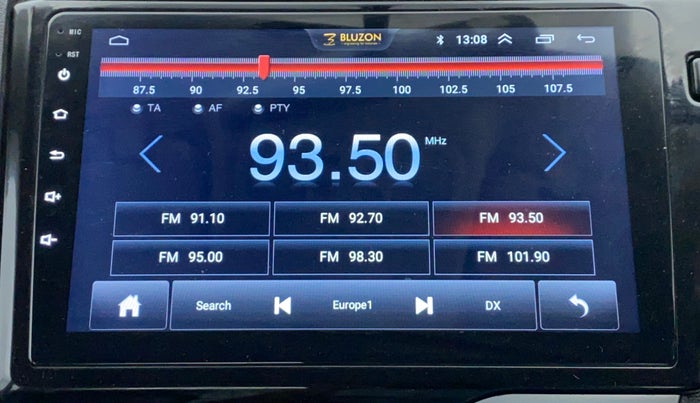 MIC
BLUZON
13:08
RST
87.5 90 92.5 95 97.5 100 102.5 105 107.5
TA AF PTY
93.50 MHz
FM 91.10 FM 92.70 FM 93.50
FM 95.00 FM 98.30 FM 101.90
Search Europe1 DX